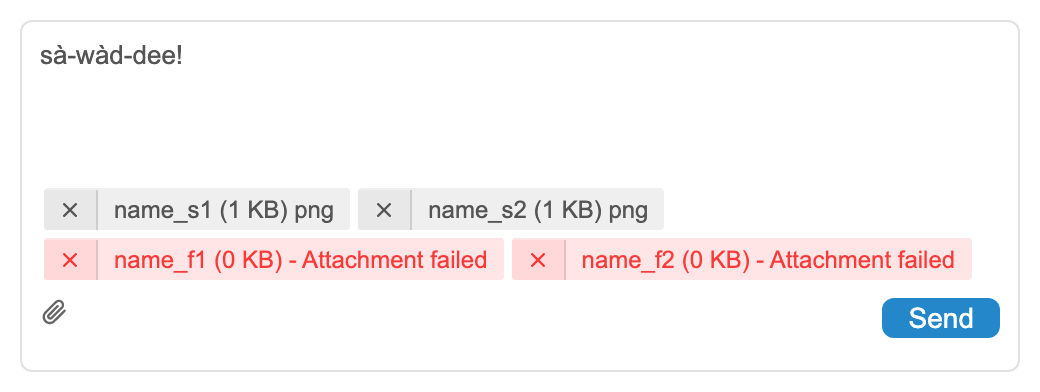 sà-wàd-dee!
name_s1 (1 KB) png name_s2 (1 KB) png
name_f1 (0 KB) - Attachment failed name_f2 (0 KB) - Attachment failed
Send